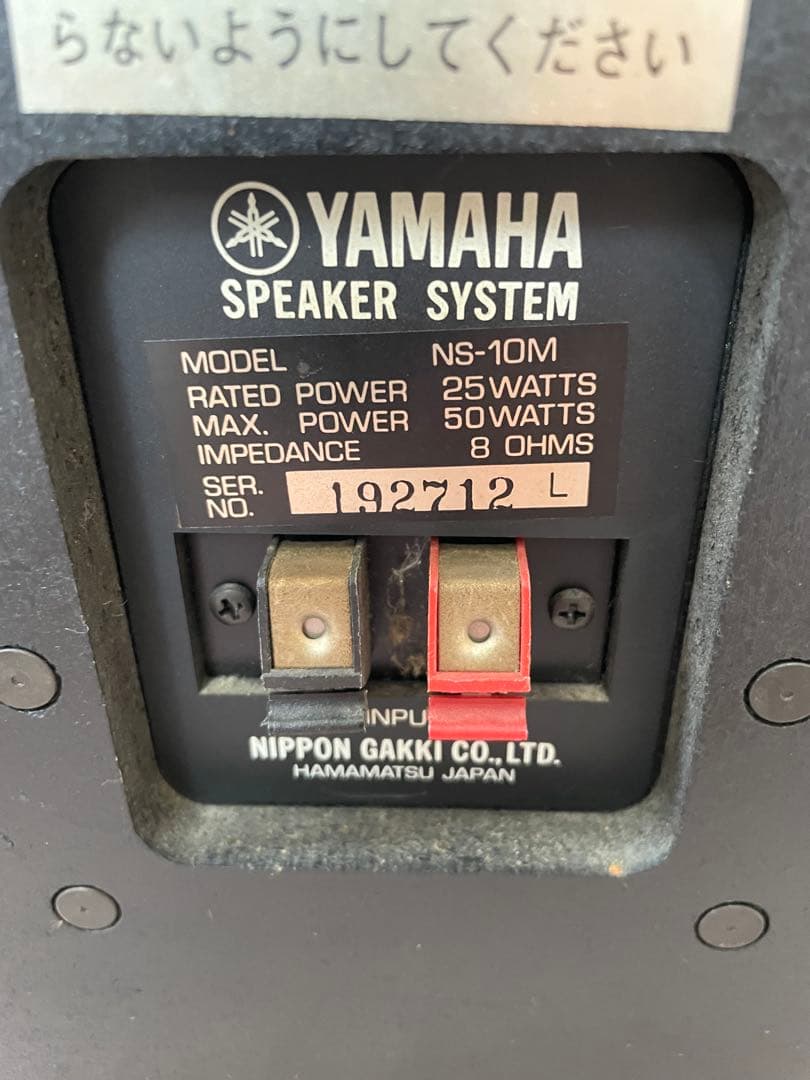 らないようにしてください
YAMAHA
SPEAKER SYSTEM
MODEL NS-10M
RATED POWER 25 WATTS
MAX. POWER 50 WATTS
IMPEDANCE 8 OHMS
SER. NO. 192712 L
INPU
NIPPON GAKKI CO., LTD.
HAMAMATSU JAPAN